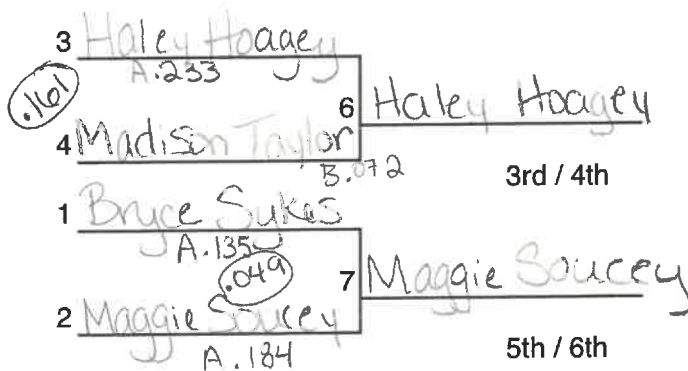 3 Haley Hoagey
A.233
.161
6 Haley Hoagey
4 Madison Taylor
B.072
3rd / 4th
1 Bryce Sykes
A.135
.049
7 Maggie Soucey
2 Maggie Soucey
A.184
5th / 6th